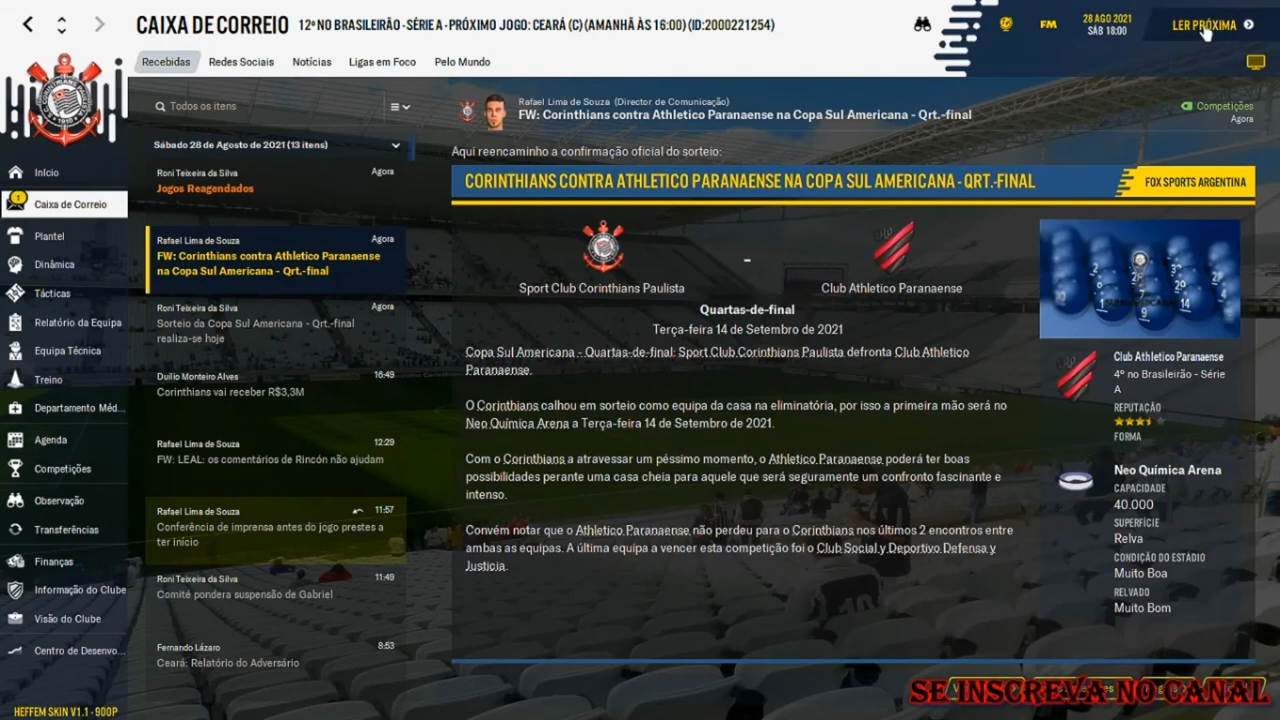 CAIXA DE CORREIO
12º NO BRASILEIRÃO - SÉRIE A - PRÓXIMO JOGO: CEARÁ (C) (AMANHÃ ÀS 16:00) (ID:2000221254)
FM
28 AGO 2021
SÁB 18:00
LER PRÓXIMA
Recebidas
Redes Sociais
Notícias
Ligas em Foco
Pelo Mundo
Início
1
Caixa de Correio
Plantel
Dinâmica
Tácticas
Relatório da Equipa
Equipa Técnica
Treino
Departamento Méd...
Agenda
Competições
Observação
Transferências
Finanças
Informação do Clube
Visão do Clube
Centro de Desenvo...
HEFFEM SKIN V1.1 - 900P
Todos os itens
Sábado 28 de Agosto de 2021 (13 itens)
Roni Teixeira da Silva
Agora
Jogos Reagendados
Rafael Lima de Souza
Agora
FW: Corinthians contra Athletico Paranaense
na Copa Sul Americana - Qrt.-final
Roni Teixeira da Silva
Agora
Sorteio da Copa Sul Americana - Qrt.-final
realiza-se hoje
Duílio Monteiro Alves
16:49
Corinthians vai receber R$3,3M
Rafael Lima de Souza
12:29
FW: LEAL: os comentários de Rincón não ajudam
Rafael Lima de Souza
11:57
Conferência de imprensa antes do jogo prestes a
ter início
Roni Teixeira da Silva
11:49
Comité pondera suspensão de Gabriel
Fernando Lázaro
8:53
Ceará: Relatório do Adversário
Rafael Lima de Souza (Director de Comunicação)
FW: Corinthians contra Athletico Paranaense na Copa Sul Americana - Qrt.-final
Competições
Agora
Aqui reencaminho a confirmação oficial do sorteio:
CORINTHIANS CONTRA ATHLETICO PARANAENSE NA COPA SUL AMERICANA - QRT.-FINAL
FOX SPORTS ARGENTINA
-
Sport Club Corinthians Paulista
Club Athletico Paranaense
Quartas-de-final
Terça-feira 14 de Setembro de 2021
Copa Sul Americana - Quartas-de-final: Sport Club Corinthians Paulista defronta Club Athletico
Paranaense.
O Corinthians calhou em sorteio como equipa da casa na eliminatória, por isso a primeira mão será no
Neo Química Arena a Terça-feira 14 de Setembro de 2021.
Com o Corinthians a atravessar um péssimo momento, o Athletico Paranaense poderá ter boas
possibilidades perante uma casa cheia para aquele que será seguramente um confronto fascinante e
intenso.
Convém notar que o Athletico Paranaense não perdeu para o Corinthians nos últimos 2 encontros entre
ambas as equipas. A última equipa a vencer esta competição foi o Club Social y Deportivo Defensa y
Justicia.
Club Athletico Paranaense
4º no Brasileirão - Série
A
REPUTAÇÃO
FORMA
Neo Química Arena
CAPACIDADE
40.000
SUPERFÍCIE
Relva
CONDIÇÃO DO ESTÁDIO
Muito Boa
RELVADO
Muito Bom
SE INSCREVA NO CANAL